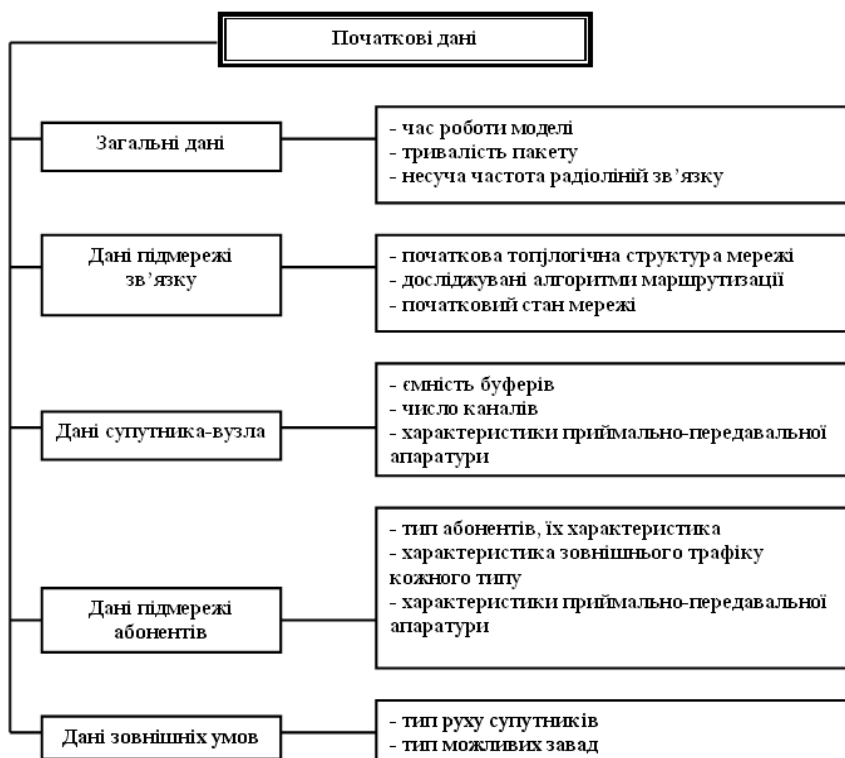 Початкові дані
Загальні дані
- час роботи моделі
- тривалість пакету
- несуча частота радіоліній зв’язку
Дані підмережі
зв’язку
- початкова топјлогічна структура мережі
- досліджувані алгоритми маршрутизації
- початковий стан мережі
Дані супутника-вузла
- ємність буферів
- число каналів
- характеристики приймально-передавальної
апаратури
Дані підмережі
абонентів
- тип абонентів, їх характеристика
- характеристика зовнішнього трафіку
кожного типу
- характеристики приймально-передавальної
апаратури
Дані зовнішніх умов
- тип руху супутників
- тип можливих завад